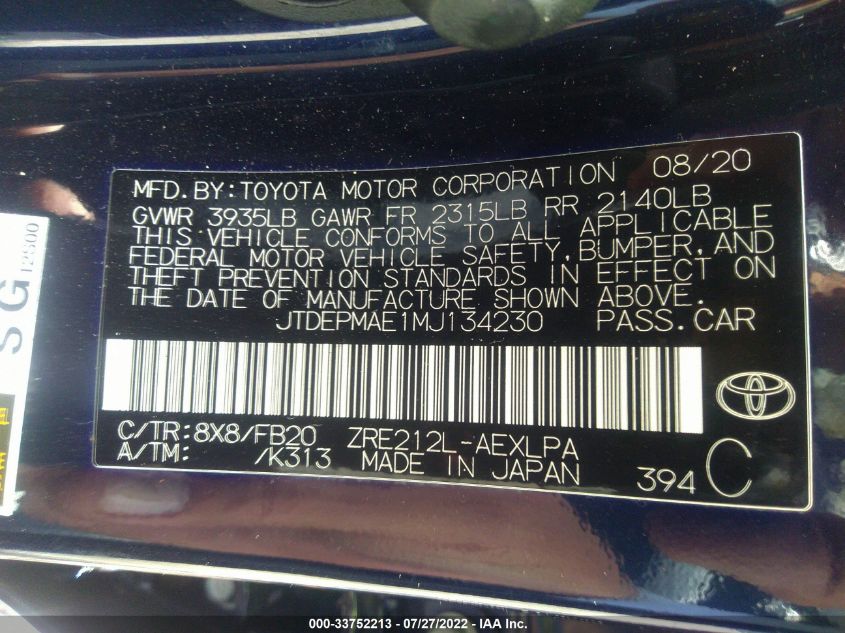 MFD.BY:TOYOTA MOTOR CORPORATION 08/20
GVWR 3935LB GAWR FR 2315LB RR 2140LB
THIS VEHICLE CONFORMS TO ALL APPLICABLE
FEDERAL MOTOR VEHICLE SAFETY, BUMPER, AND
THEFT PREVENTION STANDARDS IN EFFECT ON
THE DATE OF MANUFACTURE SHOWN ABOVE.
JTDEPMAE1MJ134230 PASS.CAR
C/TR:8X8/FB20 ZRE212L-AEXLPA
A/TM: /K313 MADE IN JAPAN
394 C
SG
12500
000-33752213 - 07/27/2022 - IAA Inc.